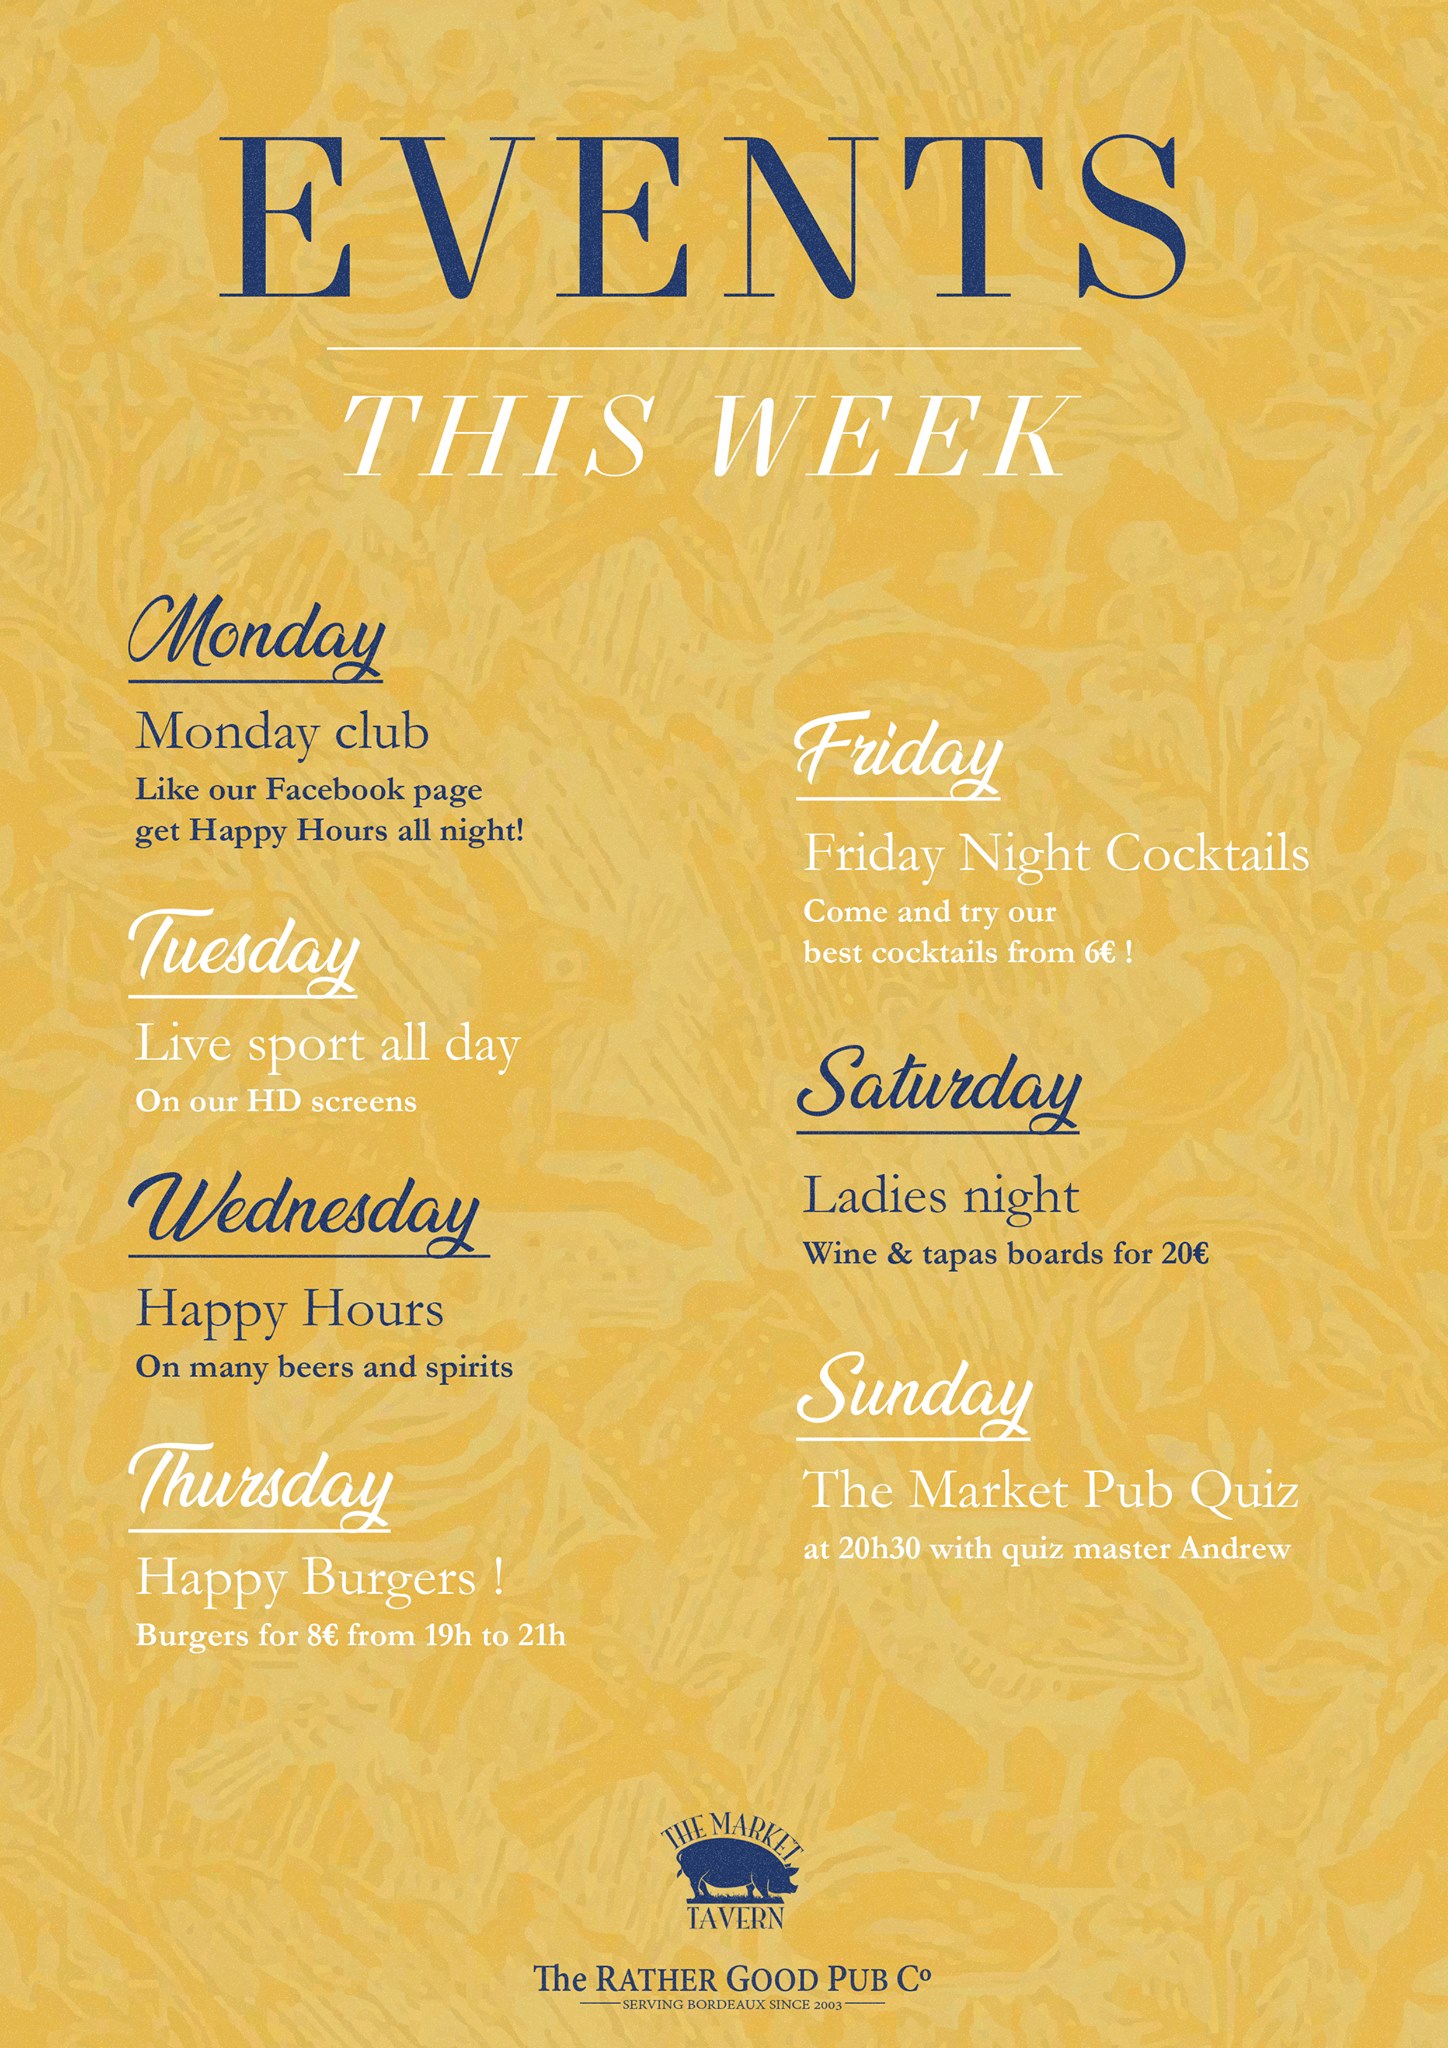 EVENTS
THIS WEEK
Monday
Monday club
Like our Facebook page
get Happy Hours all night!
Tuesday
Live sport all day
On our HD screens
Wednesday
Happy Hours
On many beers and spirits
Thursday
Happy Burgers !
Burgers for 8€ from 19h to 21h
Friday
Friday Night Cocktails
Come and try our
best cocktails from 6€ !
Saturday
Ladies night
Wine & tapas boards for 20€
Sunday
The Market Pub Quiz
at 20h30 with quiz master Andrew
THE MARKET
TAVERN
The RATHER GOOD PUB Cº
SERVING BORDEAUX SINCE 2003